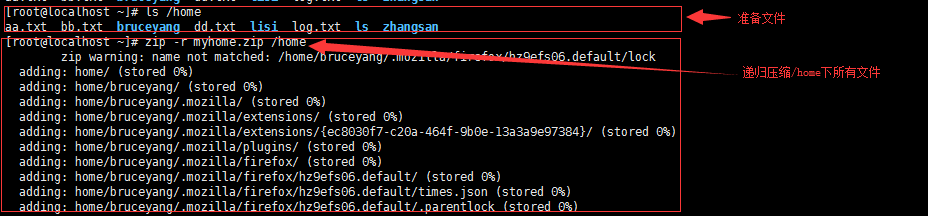 [root@localhost ~]# ls /home
准备文件
aa.txt bb.txt bruceyang dd.txt lisi log.txt ls zhangsan
[root@localhost ~]# zip -r myhome.zip /home
zip warning: name not matched: /home/bruceyang/.mozilla/firefox/hz9efs06.default/lock
递归压缩/home下所有文件
adding: home/ (stored 0%)
adding: home/bruceyang/ (stored 0%)
adding: home/bruceyang/.mozilla/ (stored 0%)
adding: home/bruceyang/.mozilla/extensions/ (stored 0%)
adding: home/bruceyang/.mozilla/extensions/{ec8030f7-c20a-464f-9b0e-13a3a9e97384}/ (stored 0%)
adding: home/bruceyang/.mozilla/plugins/ (stored 0%)
adding: home/bruceyang/.mozilla/firefox/ (stored 0%)
adding: home/bruceyang/.mozilla/firefox/hz9efs06.default/ (stored 0%)
adding: home/bruceyang/.mozilla/firefox/hz9efs06.default/times.json (stored 0%)
adding: home/bruceyang/.mozilla/firefox/hz9efs06.default/.parentlock (stored 0%)